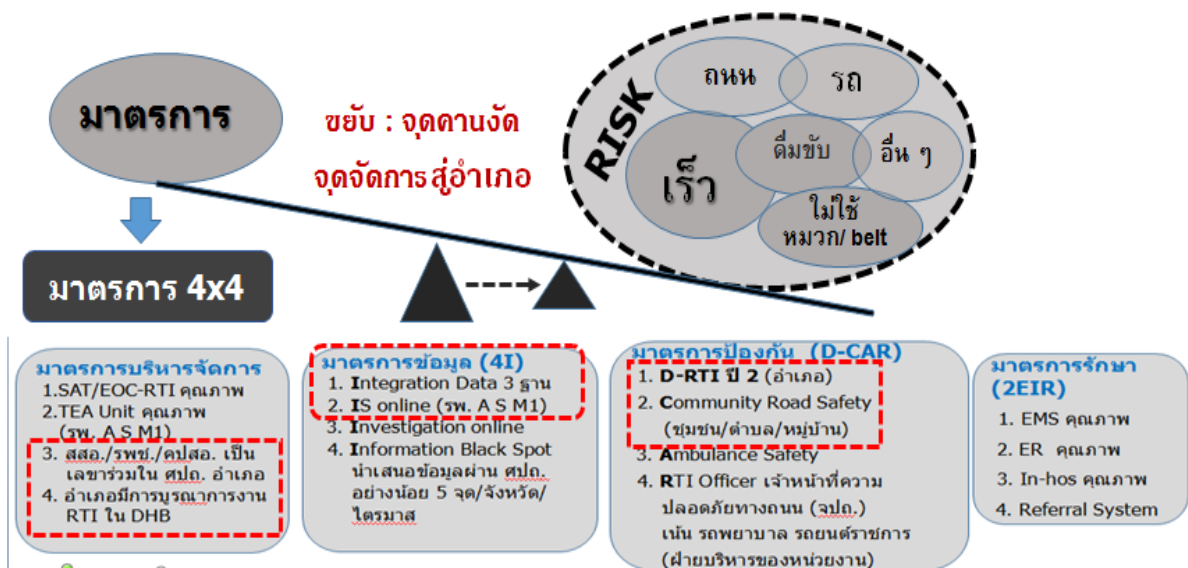 มาตรการ
ขยับ : จุดคานงัด
จุดจัดการสู่อำเภอ
RISK
ถนน
รถ
เร็ว
ดื่มขับ
อื่น ๆ
ไม่ใช้
หมวก/ belt
มาตรการ 4x4
มาตรการบริหารจัดการ
1.SAT/EOC-RTI คุณภาพ
2.TEA Unit คุณภาพ
(รพ. A S M1)
3. สสอ./รพช./คปสอ. เป็น
เลขาร่วมใน ศปถ. อำเภอ
4. อำเภอมีการบูรณาการงาน
RTI ใน DHB
มาตรการข้อมูล (4I)
1. Integration Data 3 ฐาน
2. IS online (รพ. A S M1)
3. Investigation online
4. Information Black Spot
นำเสนอข้อมูลผ่าน ศปถ.
อย่างน้อย 5 จุด/จังหวัด/
ไตรมาส
มาตรการป้องกัน (D-CAR)
1. D-RTI ปี 2 (อำเภอ)
2. Community Road Safety
(ชุมชน/ตำบล/หมู่บ้าน)
3. Ambulance Safety
4. RTI Officer เจ้าหน้าที่ความ
ปลอดภัยทางถนน (จปถ.)
เน้น รถพยาบาล รถยนต์ราชการ
(ฝ่ายบริหารของหน่วยงาน)
มาตรการรักษา
(2EIR)
1. EMS คุณภาพ
2. ER คุณภาพ
3. In-hos คุณภาพ
4. Referral System